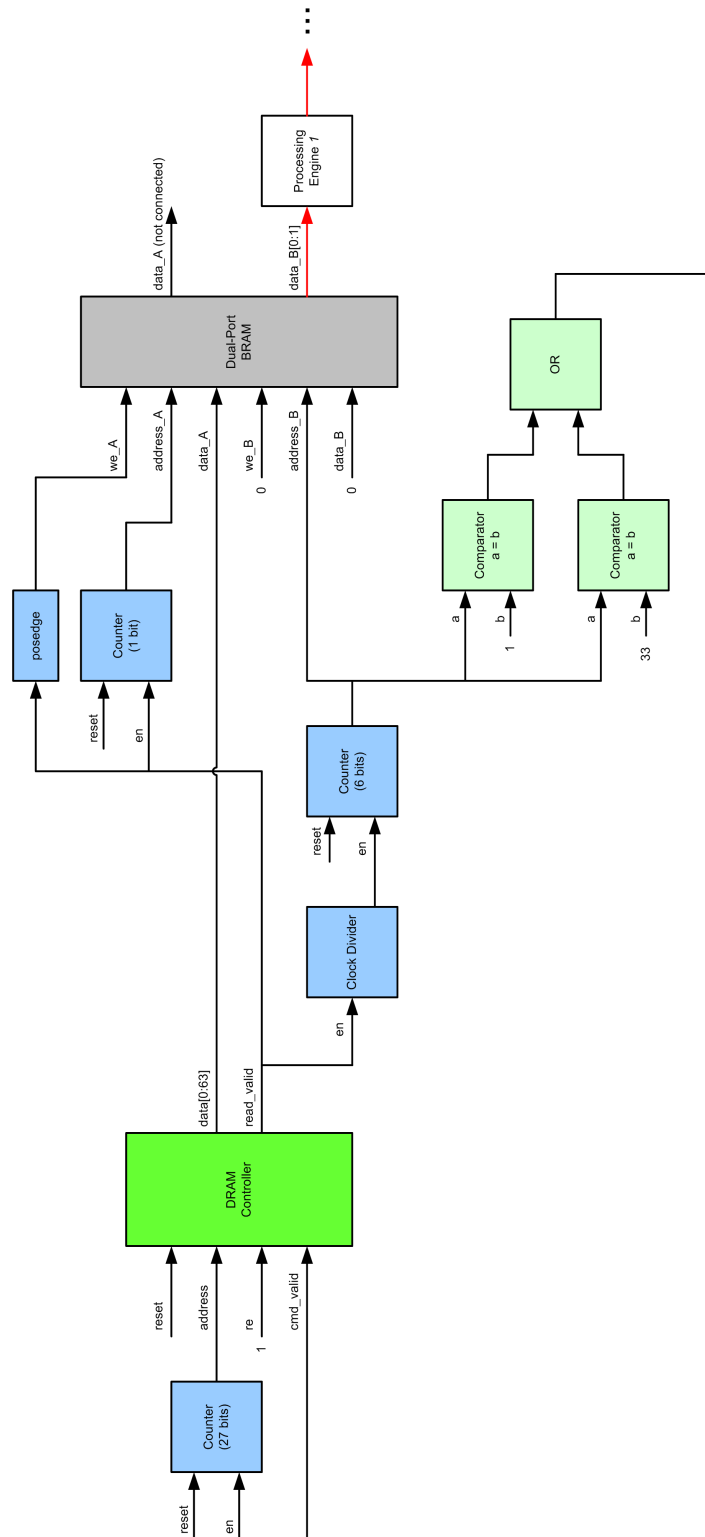 reset
en
Counter
(27 bits)
reset
address
re
1
cmd_valid
DRAM
Controller
data[0:63]
read_valid
en
Clock Divider
reset
en
Counter
(6 bits)
posedge
reset
en
Counter
(1 bit)
we_A
address_A
data_A
we_B
0
address_B
data_B
0
Dual-Port
BRAM
data_A (not connected)
data_B[0:1]
Processing
Engine 1
...
a
b
1
Comparator
a = b
a
b
33
Comparator
a = b
OR